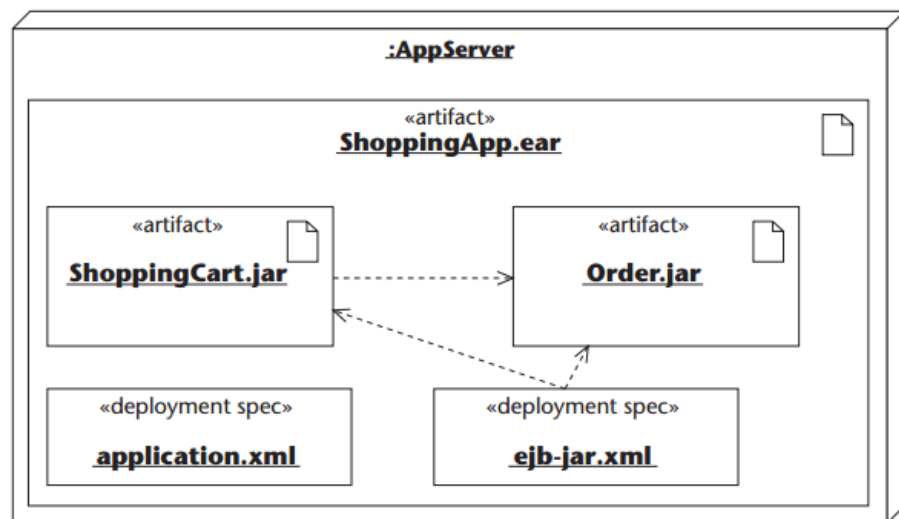 :AppServer
«artifact»
ShoppingApp.ear
«artifact»
ShoppingCart.jar
«artifact»
Order.jar
«deployment spec»
application.xml
«deployment spec»
ejb-jar.xml